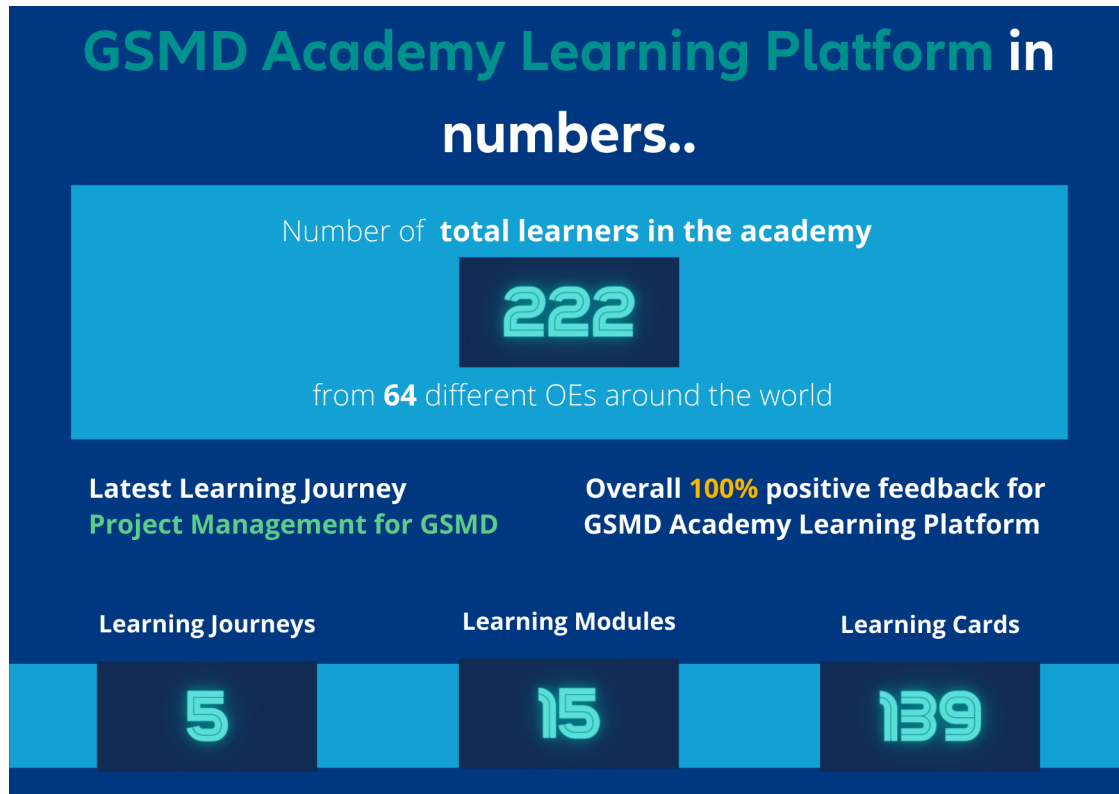 GSMD Academy Learning Platform in
numbers..
Number of total learners in the academy
222
from 64 different OEs around the world
Latest Learning Journey
Project Management for GSMD
Overall 100% positive feedback for
GSMD Academy Learning Platform
Learning Journeys
5
Learning Modules
15
Learning Cards
139